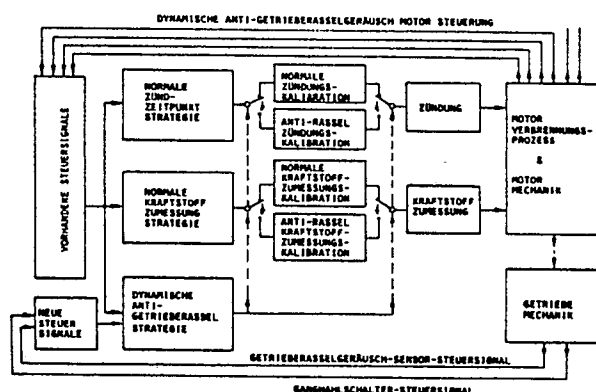 DYNAMISCHE ANTI-GETRIEBERASSELGERÄUSCH MOTOR STEUERUNG
VORHANDENE STEUERSIGNALE
NORMALE
ZÜND-
ZEITPUNKT
STRATEGIE
NORMALE
ZÜNDUNGS-
KALIBRATION
ANTI-RASSEL
ZÜNDUNGS-
KALIBRATION
ZÜNDUNG
MOTOR
VERBRENNUNGS-
PROZESS
&
MOTOR
MECHANIK
NORMALE
KRAFTSTOFF
ZUMESSUNG
STRATEGIE
NORMALE
KRAFTSTOFF-
ZUMESSUNGS-
KALIBRATION
ANTI-RASSEL
KRAFTSTOFF-
ZUMESSUNGS-
KALIBRATION
KRAFTSTOFF
ZUMESSUNG
NEUE
STEUER
SIGNALE
DYNAMISCHE
ANTI-
GETRIEBERASSEL
STRATEGIE
GETRIEBE
MECHANIK
GETRIEBERASSELGERÄUSCH-SENSOR-STEUERSIGNAL
GANGWAHLSCHALTER-STEUERSIGNAL